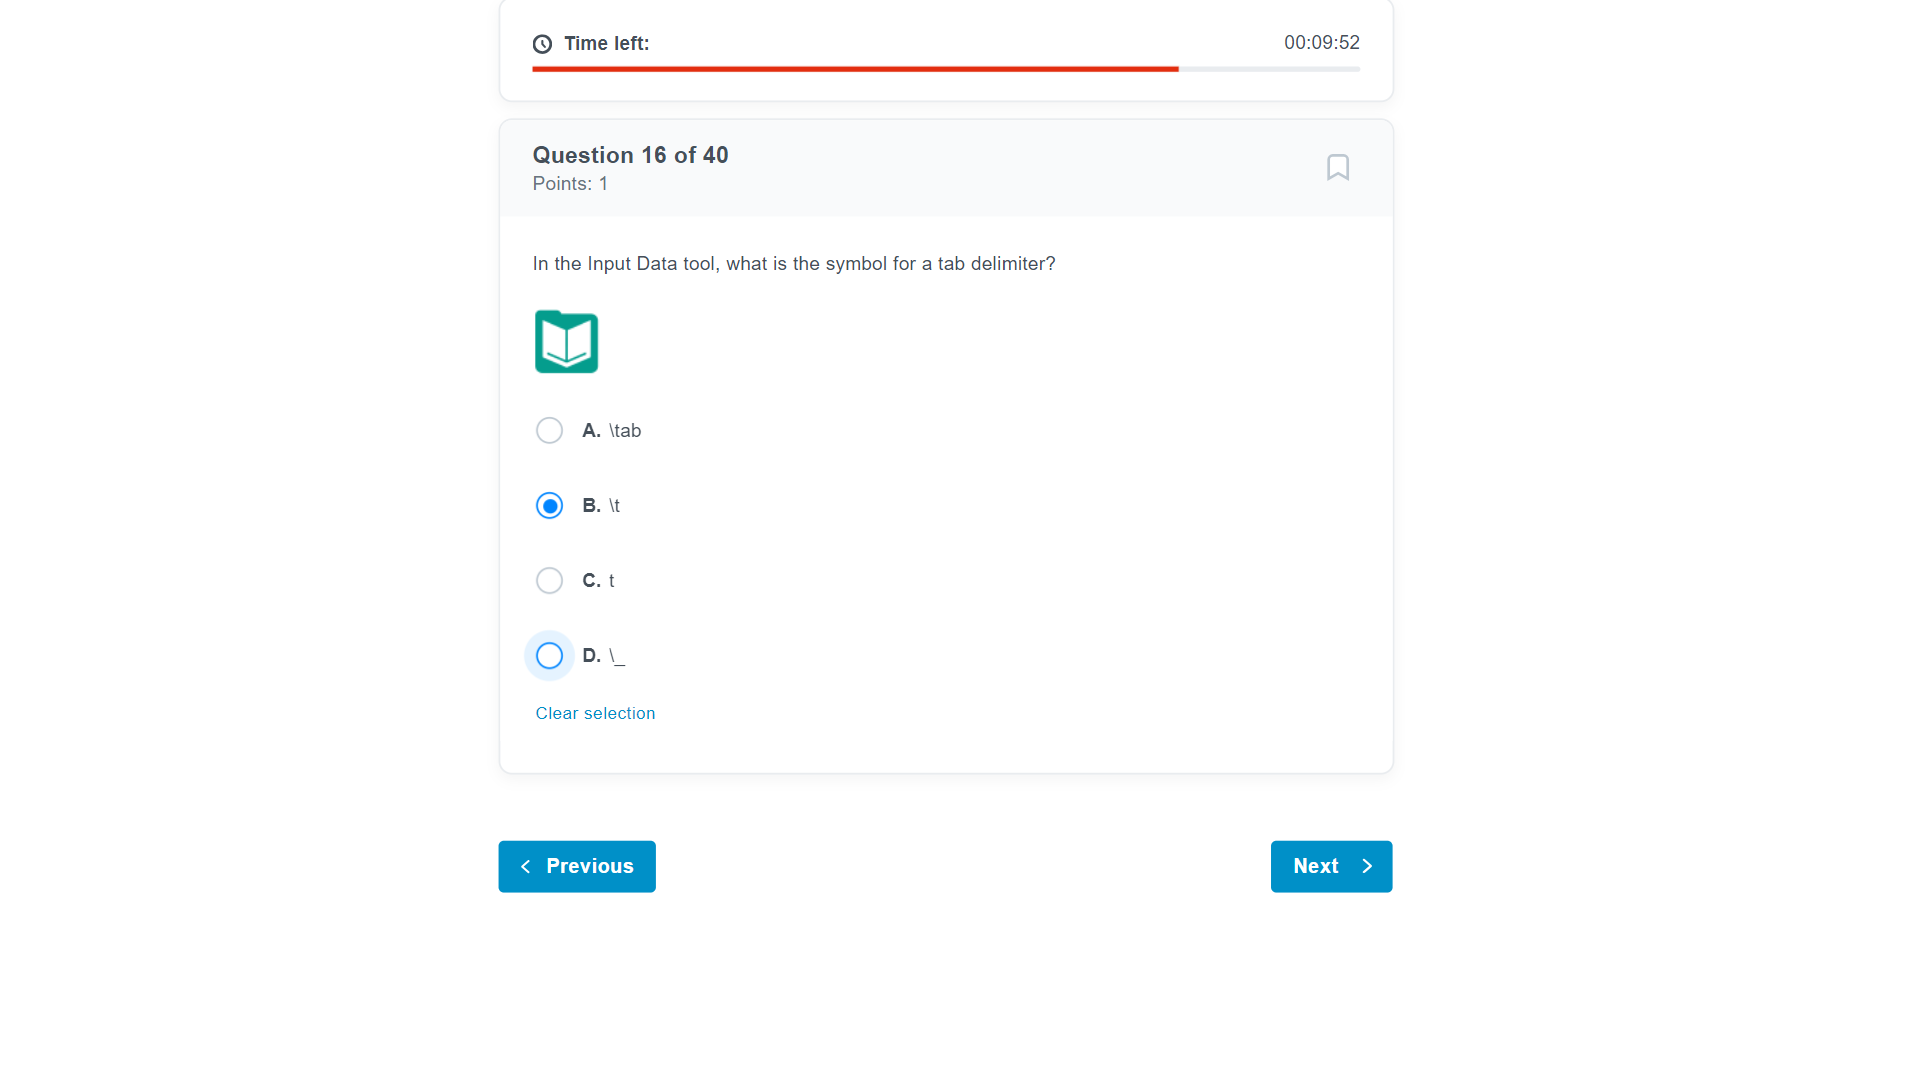 Time left:
00:09:52
Question 16 of 40
Points: 1
In the Input Data tool, what is the symbol for a tab delimiter?
A. \tab
B. \t
C. t
D. \_
Clear selection
Previous
Next